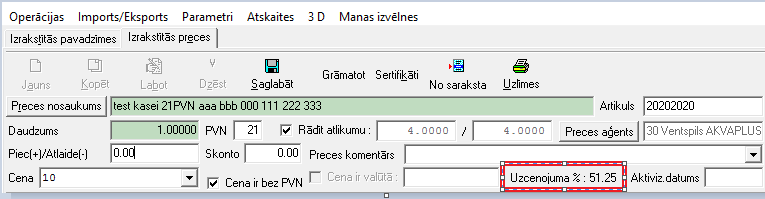 Operācijas Imports/Eksports Parametri Atskaites 3 D Manas izvēlnes
Izrakstītās pavadzīmes Izrakstītās preces
Jauns Kopēt Labot Dzēst Saglabāt Grāmatot Sertifikāti No saraksta Uzlīmes
Preces nosaukums test kasei 21PVN aaa bbb 000 111 222 333 Artikuls 20202020
Daudzums 1.00000 PVN 21 Rādīt atlikumu : 4.0000 / 4.0000 Preces aģents 30 Ventspils AKVAPLUS
Piec(+)/Atlaide(-) 0.00 Skonto 0.00 Preces komentārs
Cena 10 Cena ir bez PVN Cena ir valūtā : Uzcenojuma % : 51.25 Aktiviz.datums